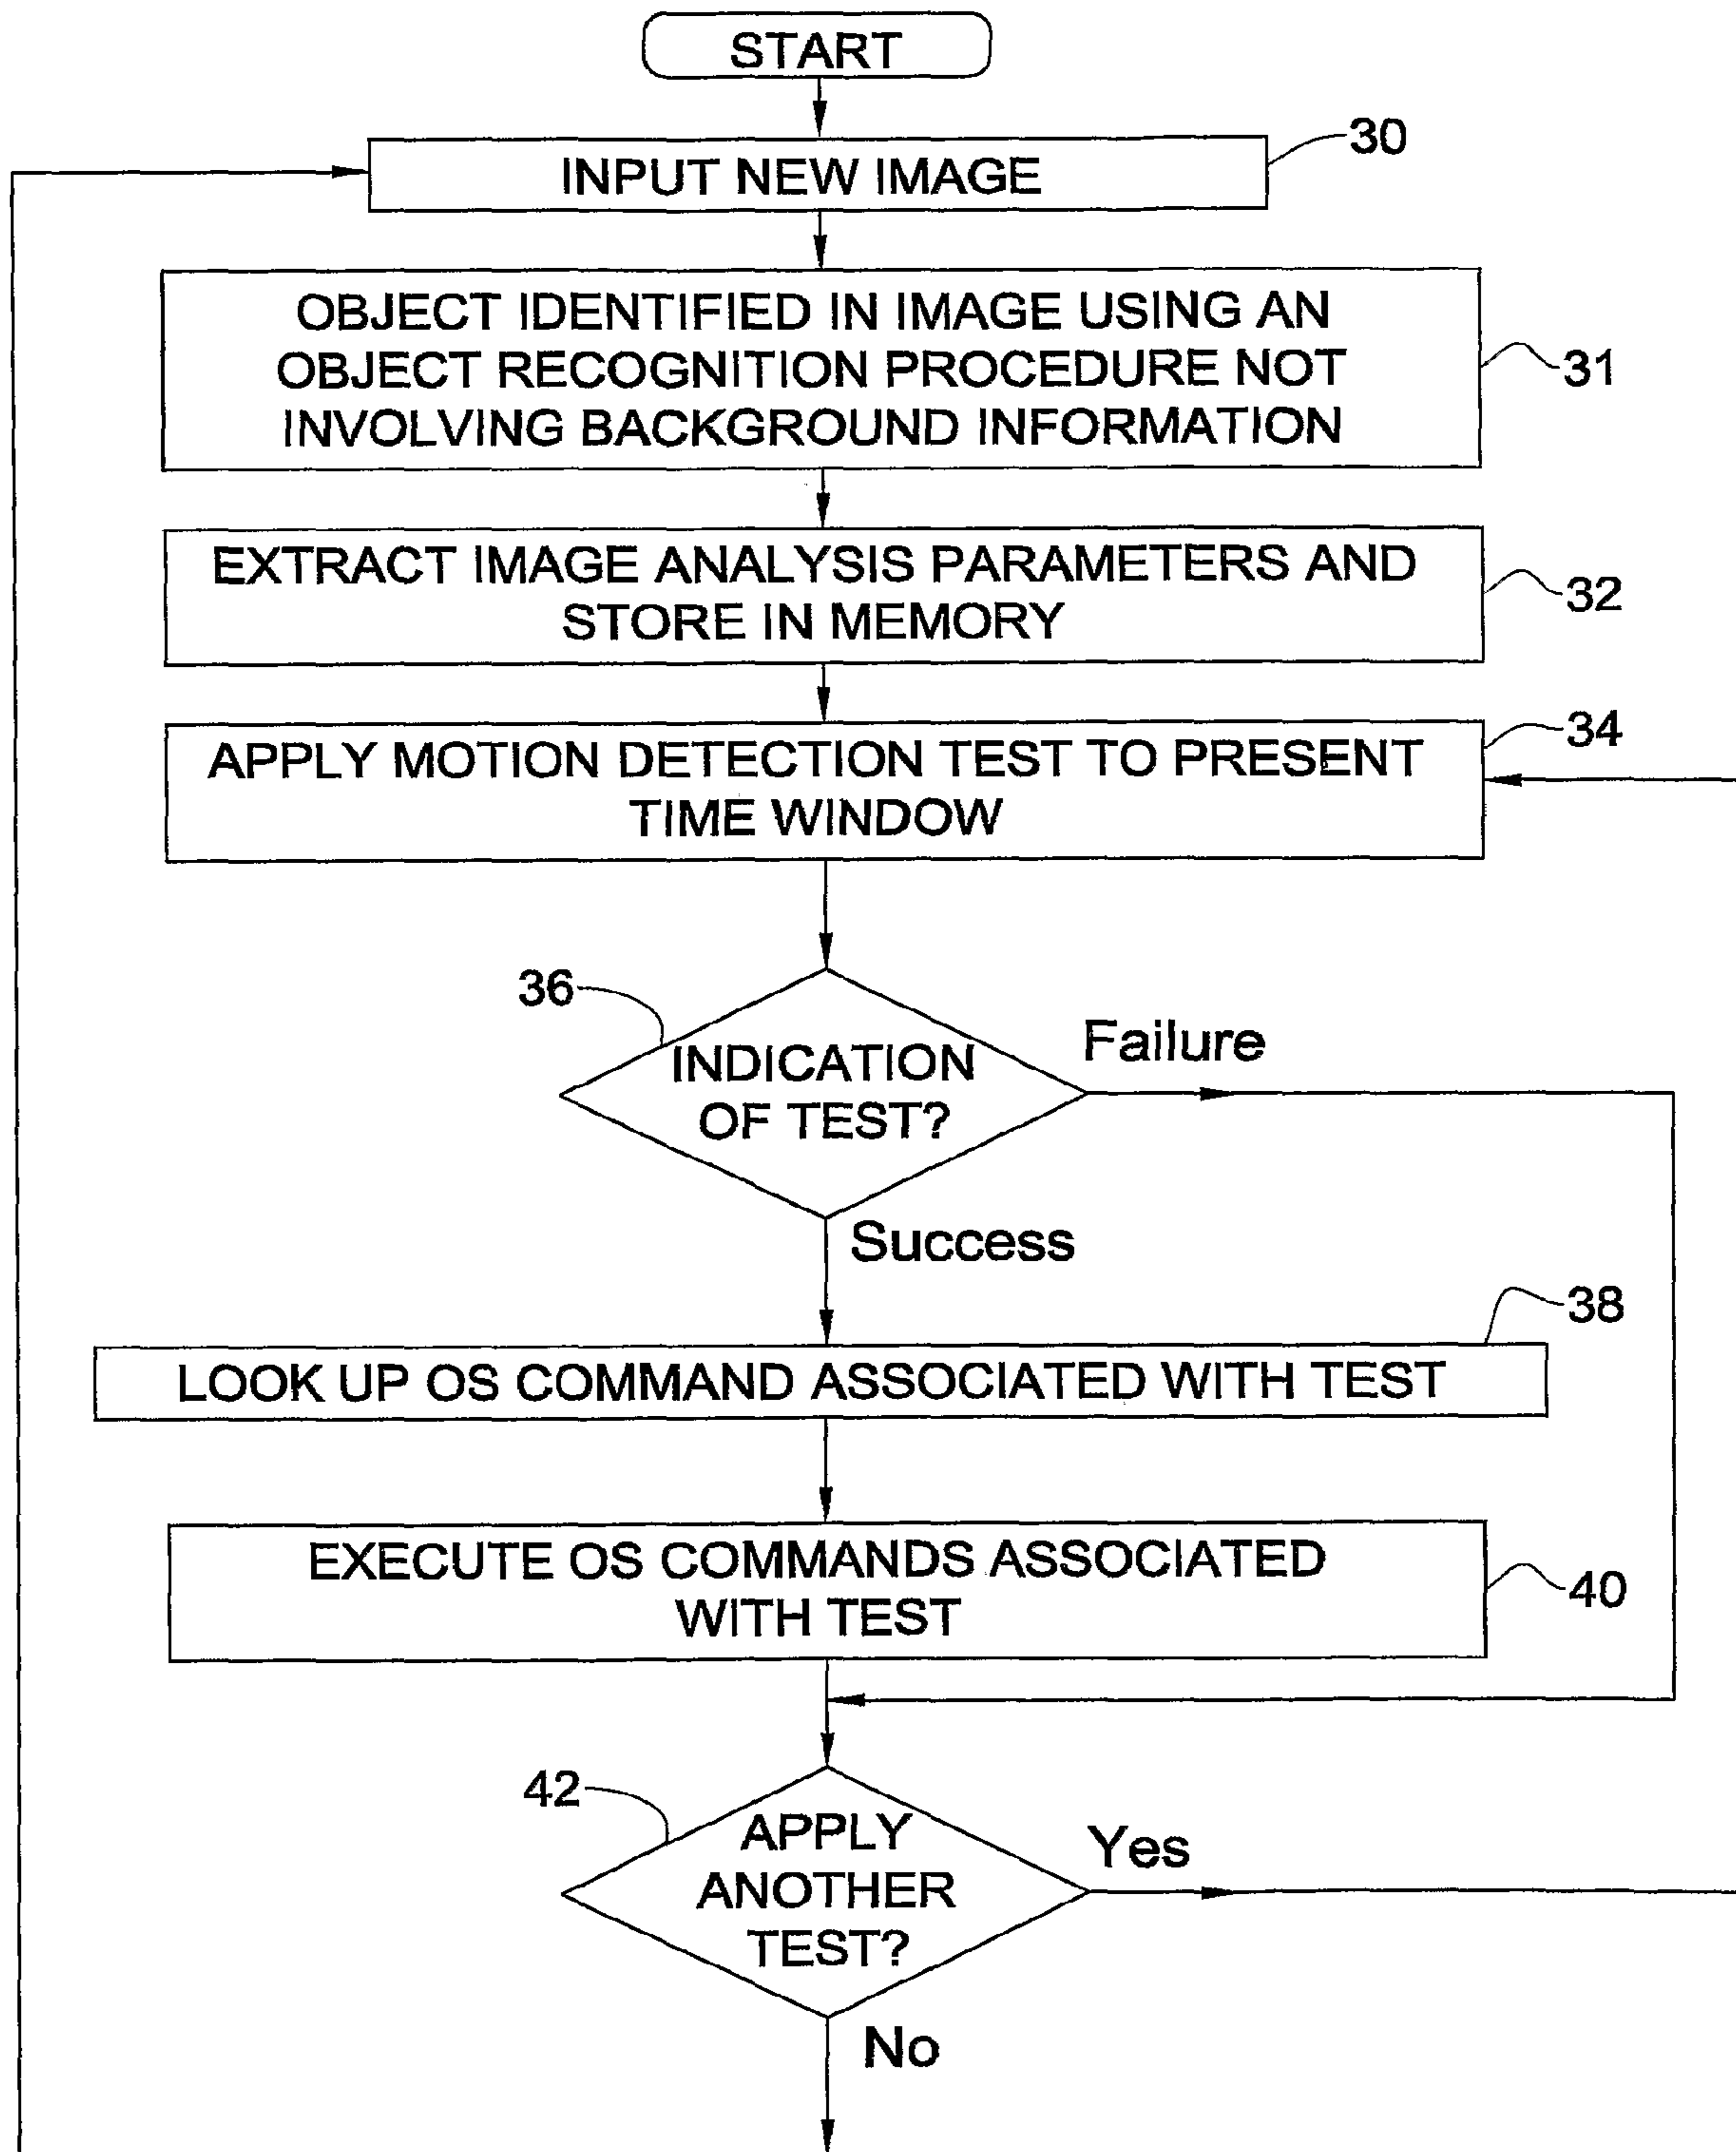 START
30
INPUT NEW IMAGE
OBJECT IDENTIFIED IN IMAGE USING AN
OBJECT RECOGNITION PROCEDURE NOT
INVOLVING BACKGROUND INFORMATION
31
EXTRACT IMAGE ANALYSIS PARAMETERS AND
STORE IN MEMORY
32
34
APPLY MOTION DETECTION TEST TO PRESENT
TIME WINDOW
36
Failure
INDICATION
OF TEST?
Success
38
LOOK UP OS COMMAND ASSOCIATED WITH TEST
EXECUTE OS COMMANDS ASSOCIATED
WITH TEST
40
42
APPLY
ANOTHER
TEST?
Yes
No